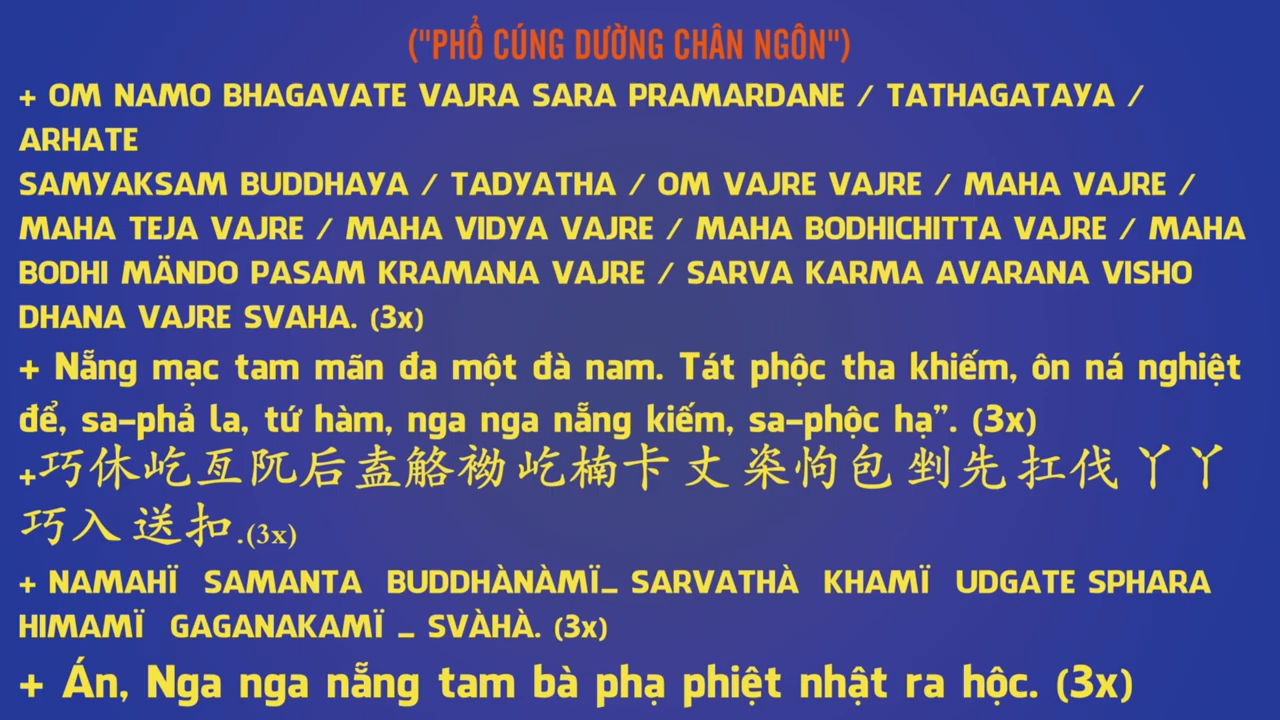 ("PHỔ CÚNG DƯỜNG CHÂN NGÔN")
+ OM NAMO BHAGAVATE VAJRA SARA PRAMARDANE / TATHAGATAYA /
ARHATE
SAMYAKSAM BUDDHAYA / TADYATHA / OM VAJRE VAJRE / MAHA VAJRE /
MAHA TEJA VAJRE / MAHA VIDYA VAJRE / MAHA BODHICHITTA VAJRE / MAHA
BODHI MÄNDO PASAM KRAMANA VAJRE / SARVA KARMA AVARANA VISHO
DHANA VAJRE SVAHA. (3x)
+ Nẵng mạc tam mãn đa một đà nam. Tát phộc tha khiếm, ôn ná nghiệt
để, sa-phả la, tứ hàm, nga nga nẵng kiếm, sa-phộc hạ”. (3x)
+巧休屹亙阢后盍觡袎屹楠卡丈楶怐包剉先扛伐丫丫
巧入送扣.(3x)
+ NAMAHÏ SAMANTA BUDDHÀNÀMÏ_ SARVATHÀ KHAMÏ UDGATE SPHARA
HIMAMÏ GAGANAKAMÏ _ SVÀHÀ. (3x)
+ Án, Nga nga nẵng tam bà phạ phiệt nhật ra hộc. (3x)